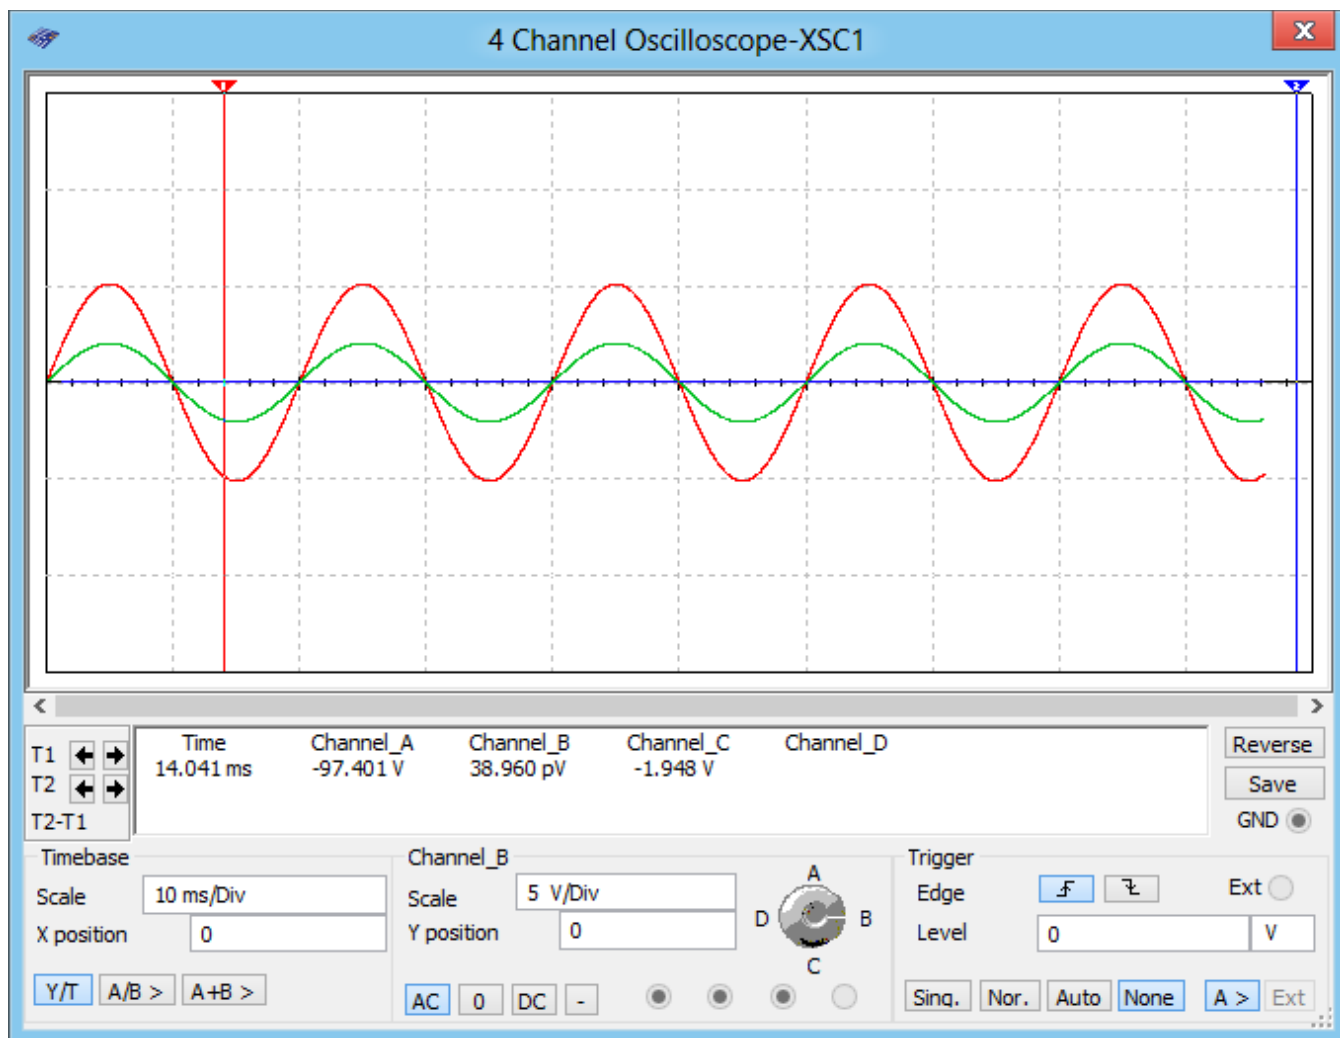 4 Channel Oscilloscope-XSC1
x
1
2
Time Channel_A Channel_B Channel_C Channel_D
T1 14.041 ms -97.401 V 38.960 pV -1.948 V
T2
T2-T1
Reverse
Save
GND
Timebase
Scale 10 ms/Div
X position 0
Y/T A/B > A+B >
Channel_B
Scale 5 V/Div
Y position 0
A
D B
C
AC 0 DC -
Trigger
Edge Ext
Level 0 V
Sing. Nor. Auto None A > Ext